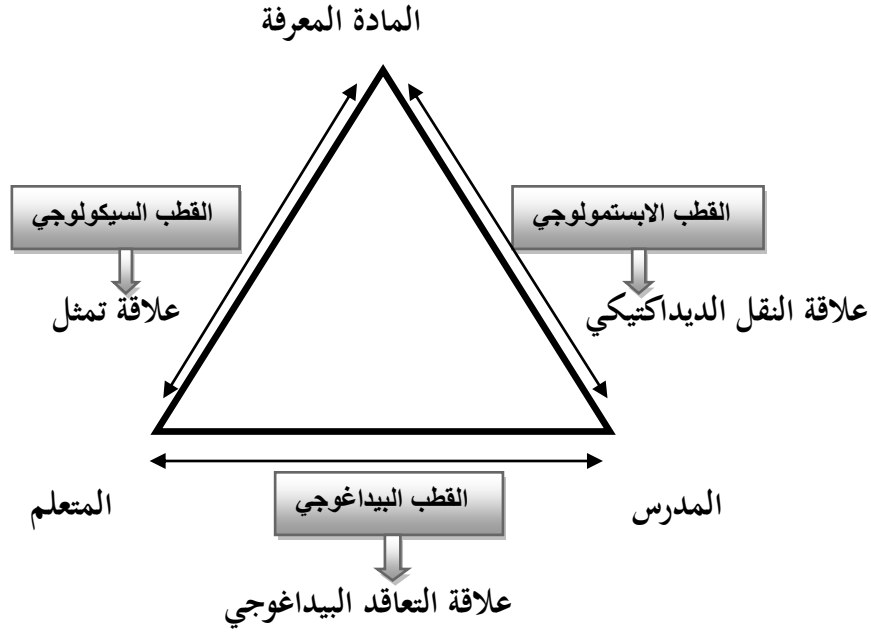 المادة المعرفة
القطب الابستمولوجي
القطب السيكولوجي
علاقة النقل الديداكتيكي
علاقة تمثل
المدرس
المتعلم
القطب البيداغوجي
علاقة التعاقد البيداغوجي